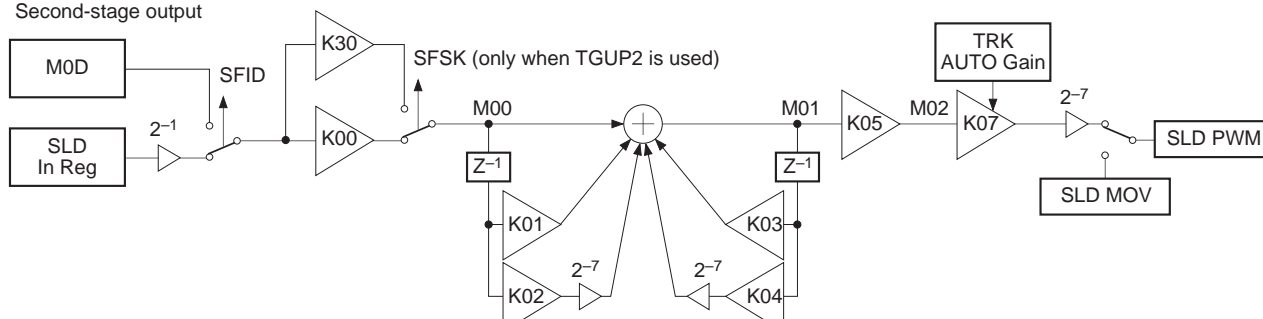 Second-stage output
M0D
SFID
2–1
SLD
In Reg
K30
K00
SFSK (only when TGUP2 is used)
M00
Z–1
K01
K02
2–7
M01
Z–1
K03
K04
2–7
K05
M02
TRK
AUTO Gain
K07
2–7
SLD PWM
SLD MOV